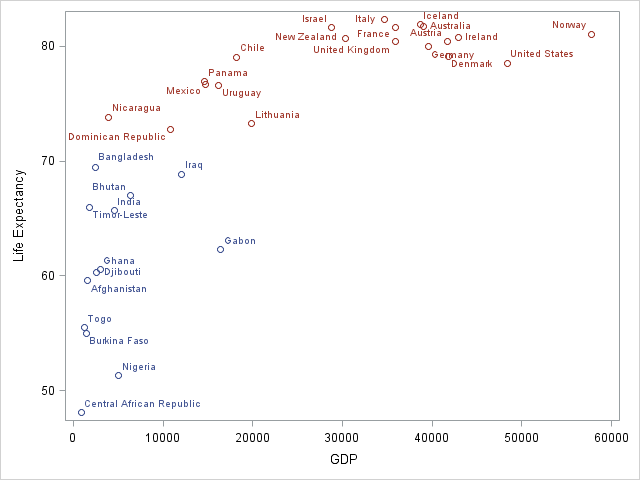 Iceland
Israel
Italy
Australia
Norway
New Zealand
France
Austria
Ireland
80
Chile
United Kingdom
Germany
United States
Denmark
Panama
Mexico
Uruguay
Nicaragua
Lithuania
Dominican Republic
70
Bangladesh
Iraq
Bhutan
India
Timor-Leste
Life Expectancy
Gabon
Ghana
60
Djibouti
Afghanistan
Togo
Burkina Faso
Nigeria
50
Central African Republic
0 10000 20000 30000 40000 50000 60000
GDP